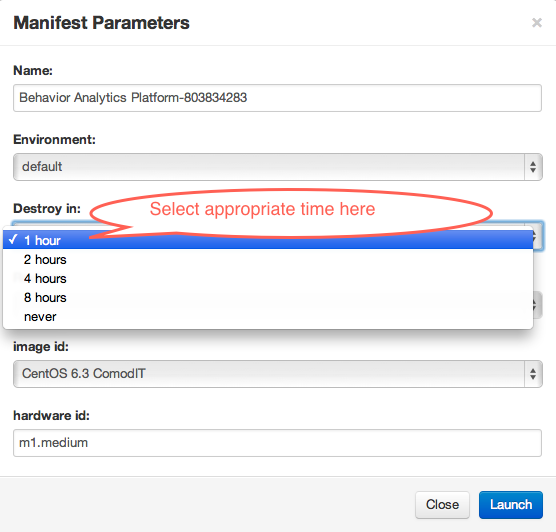 Manifest Parameters ×
Name:
Behavior Analytics Platform-803834283
Environment:
default
Destroy in:
Select appropriate time here
✓ 1 hour
2 hours
4 hours
8 hours
never
image id:
CentOS 6.3 ComodIT
hardware id:
m1.medium
Close Launch